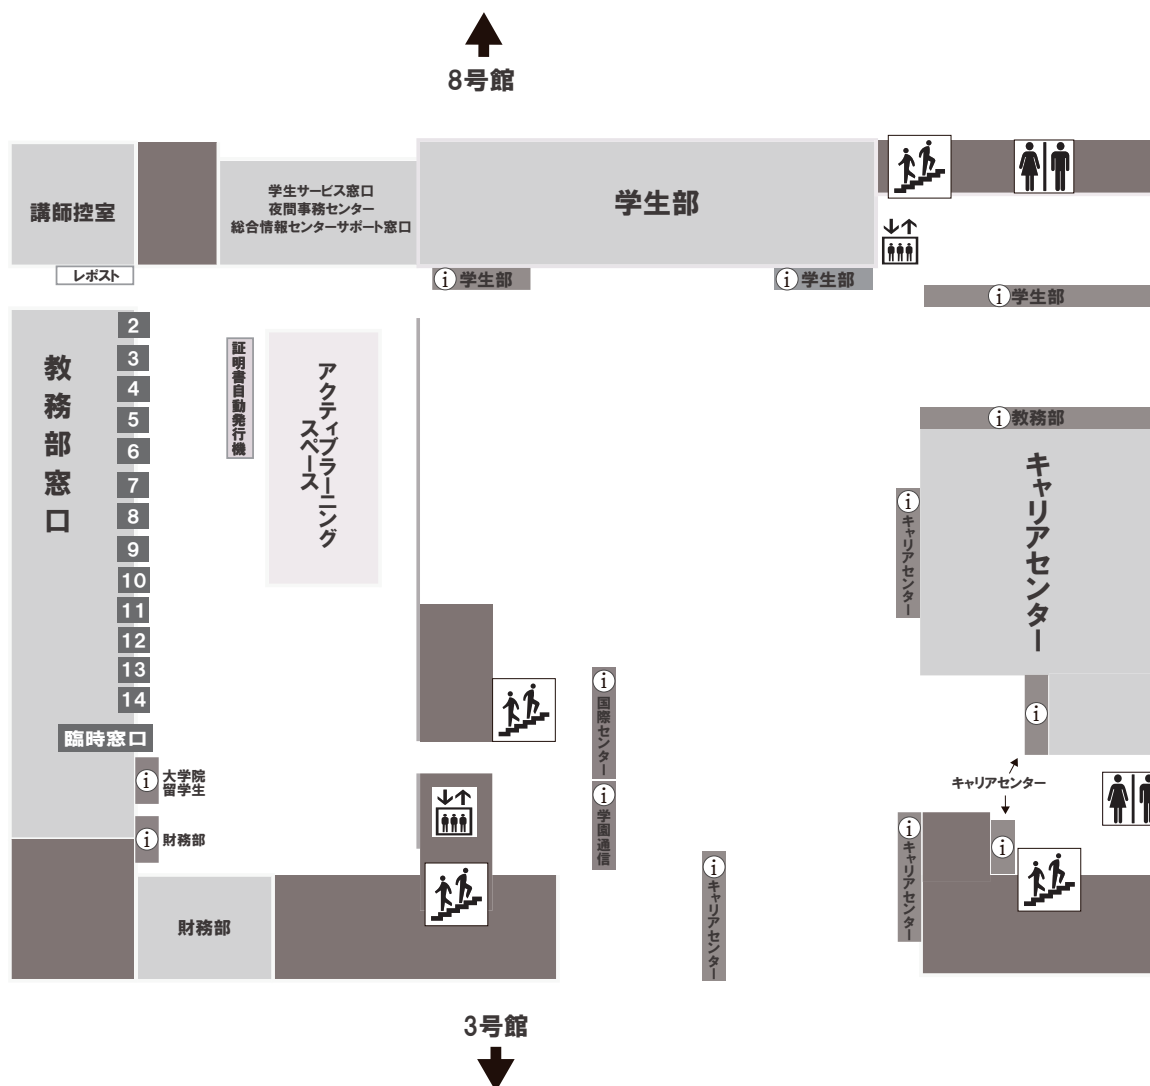 8号館
講師控室
学生サービス窓口
夜間事務センター
総合情報センターサポート窓口
学生部
レポスト
i 学生部
i 学生部
i 学生部
教務部窓口
2
3
4
5
6
7
8
9
10
11
12
13
14
臨時窓口
証明書自動発行機
アクティブラーニング
スペース
i 教務部
キャリアセンター
i キャリアセンター
i 国際センター
i 学園通信
i
キャリアセンター
i
i 大学院
留学生
i 財務部
財務部
i キャリアセンター
i キャリアセンター
3号館